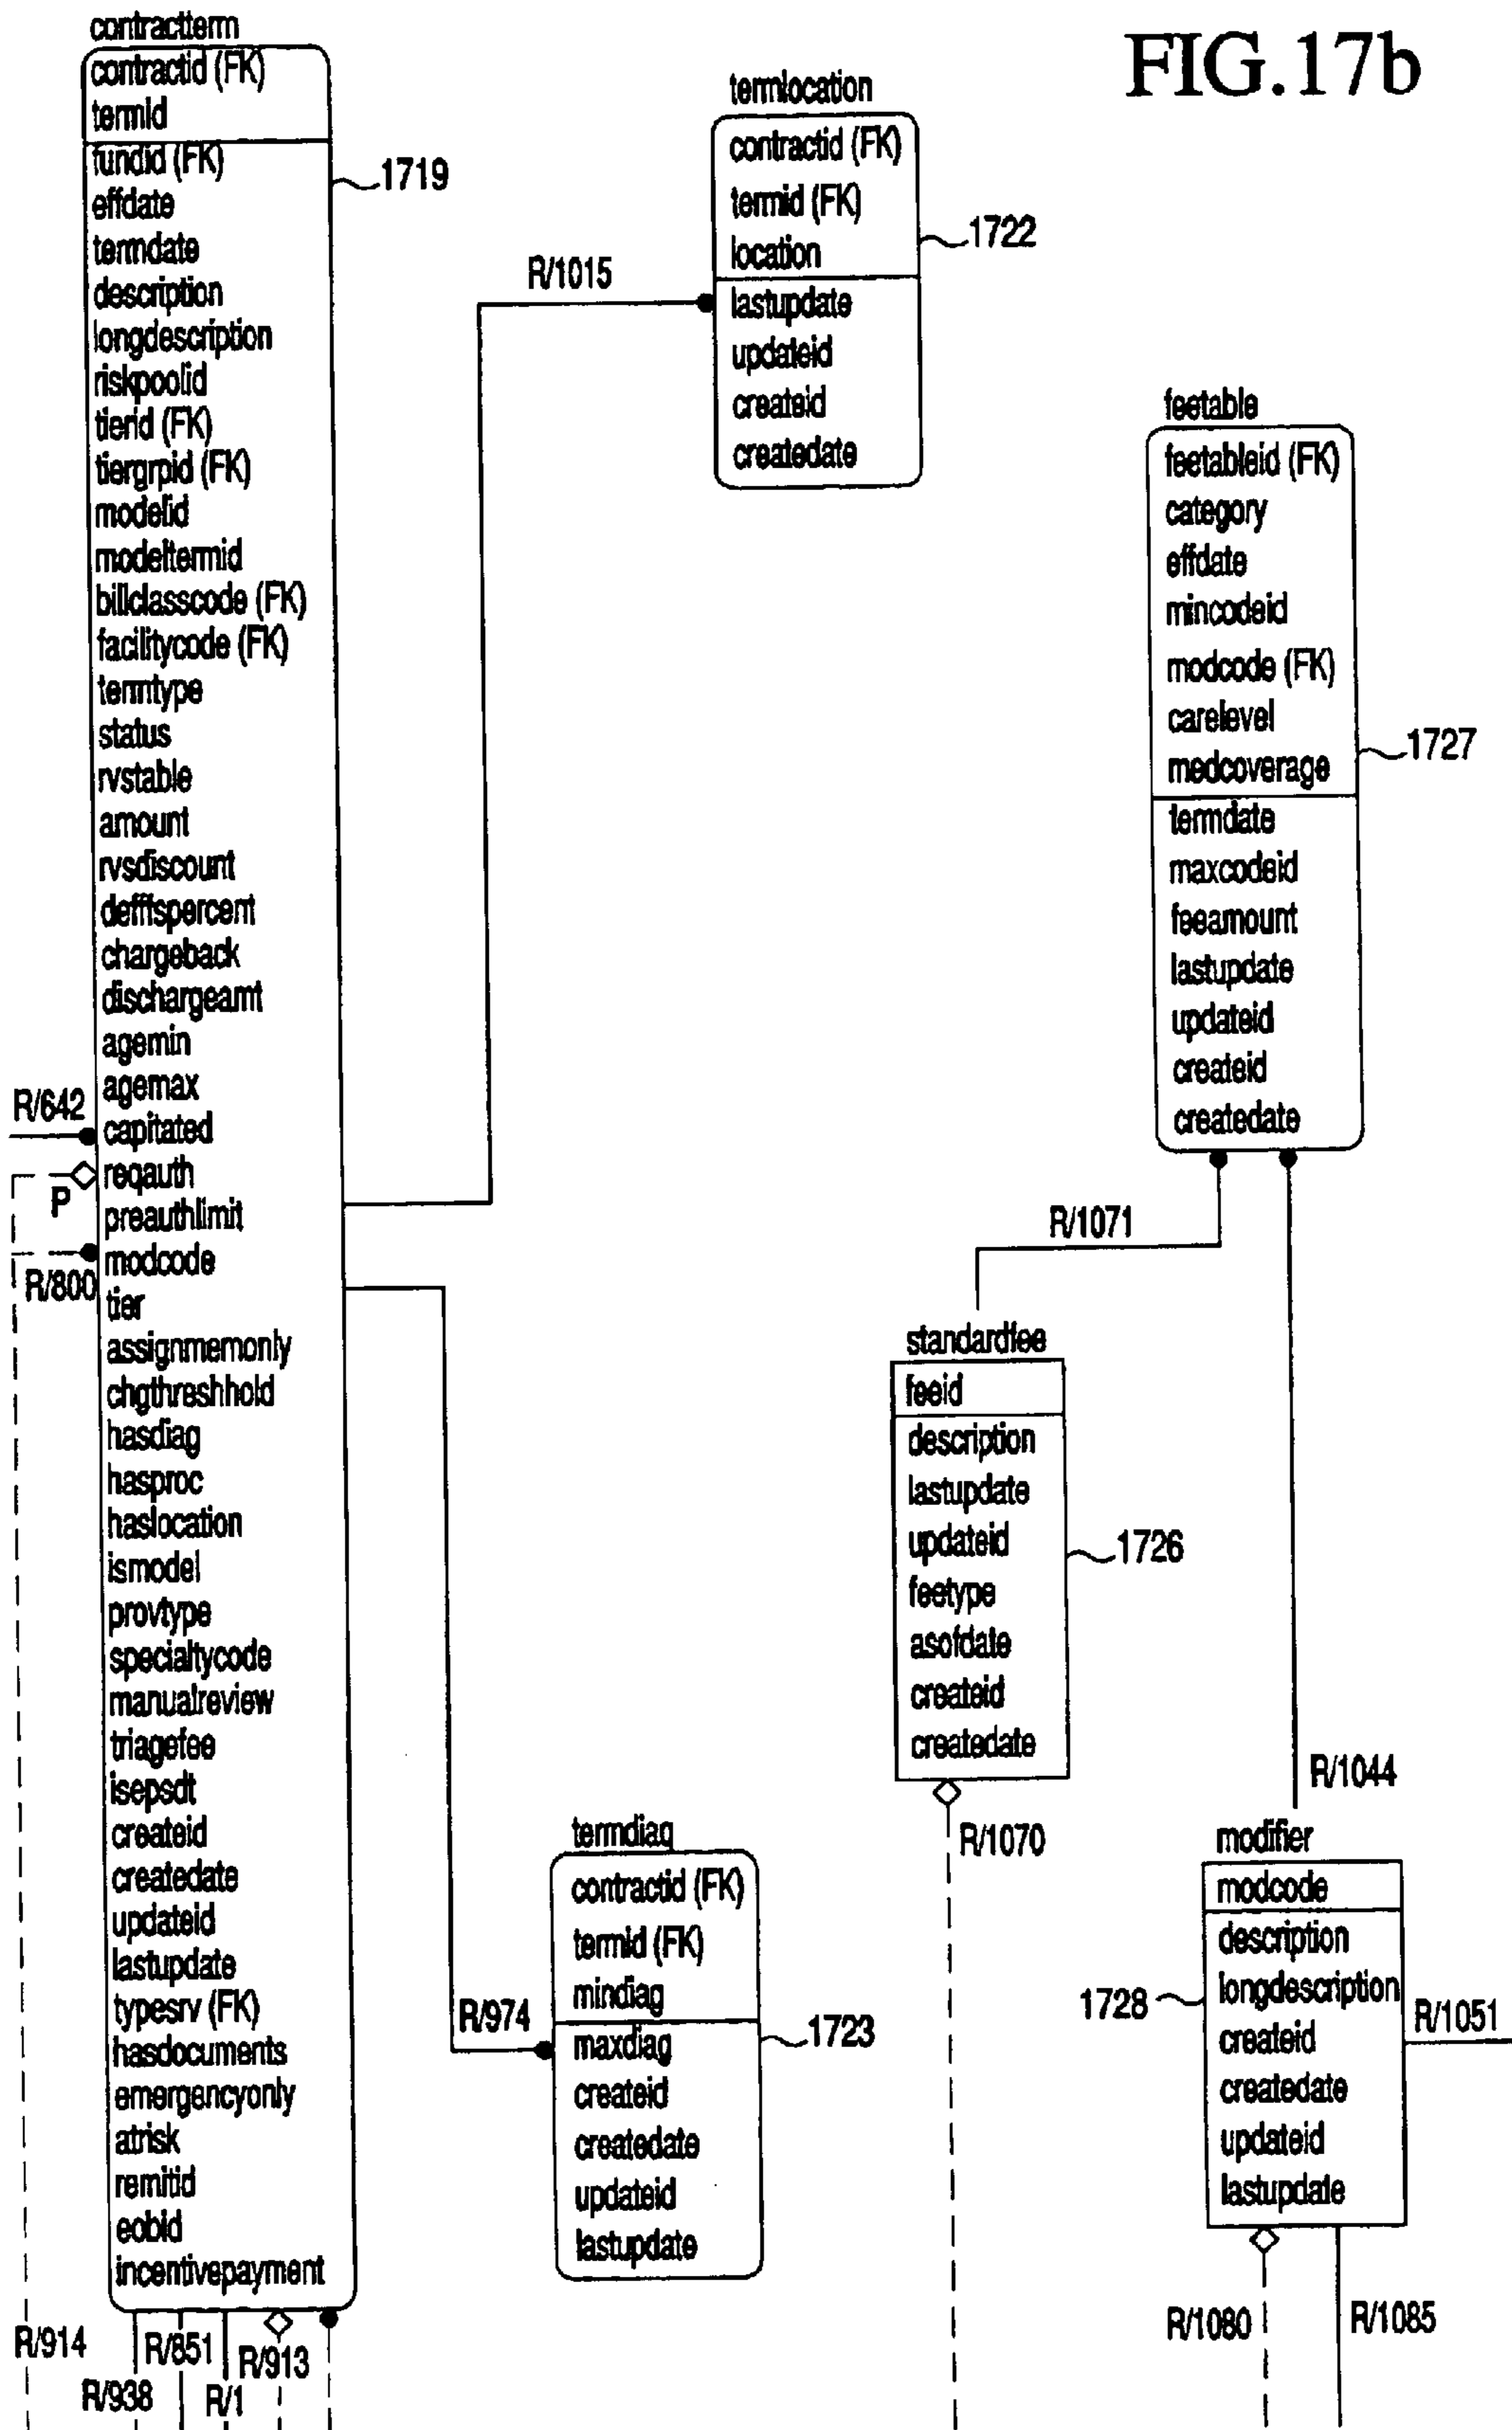 FIG.17b
contractterm
contractid (FK)
termid
fundid (FK)
effdate
termdate
description
longdescription
riskpoolid
tierid (FK)
tiergrpid (FK)
modelid
modeltermid
billclasscode (FK)
facilitycode (FK)
termtype
status
rvstable
amount
rvsdiscount
defffspercent
chargeback
dischargeamt
agemin
agemax
capitated
reqauth
preauthlimit
modcode
tier
assignmemonly
chgthreshhold
hasdiag
hasproc
haslocation
ismodel
provtype
specialtycode
manualreview
triagefee
isepsdt
createid
createdate
updateid
lastupdate
typesrv (FK)
hasdocuments
emergencyonly
atrisk
remitid
eobid
incentivepayment
1719
R/642
P
R/800
R/914
R/938
R/851
R/1
R/913
R/1015
termlocation
contractid (FK)
termid (FK)
location
lastupdate
updateid
createid
createdate
1722
R/974
termdiag
contractid (FK)
termid (FK)
mindiag
maxdiag
createid
createdate
updateid
lastupdate
1723
feetable
feetableid (FK)
category
effdate
mincodeid
modcode (FK)
carelevel
medcoverage
termdate
maxcodeid
feeamount
lastupdate
updateid
createid
createdate
1727
R/1071
standardfee
feeid
description
lastupdate
updateid
feetype
asofdate
createid
createdate
1726
R/1070
R/1044
modifier
modcode
description
longdescription
createid
createdate
updateid
lastupdate
1728
R/1051
R/1080
R/1085